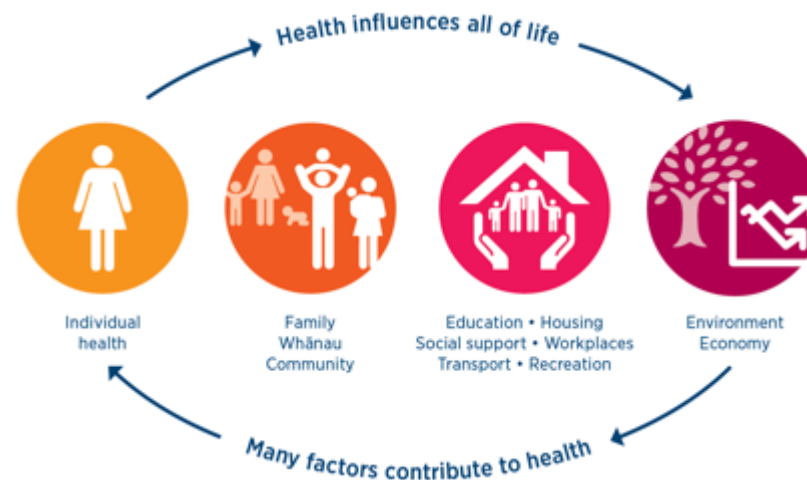 Health influences all of life
Individual
health
Family
Whānau
Community
Education • Housing
Social support • Workplaces
Transport • Recreation
Environment
Economy
Many factors contribute to health